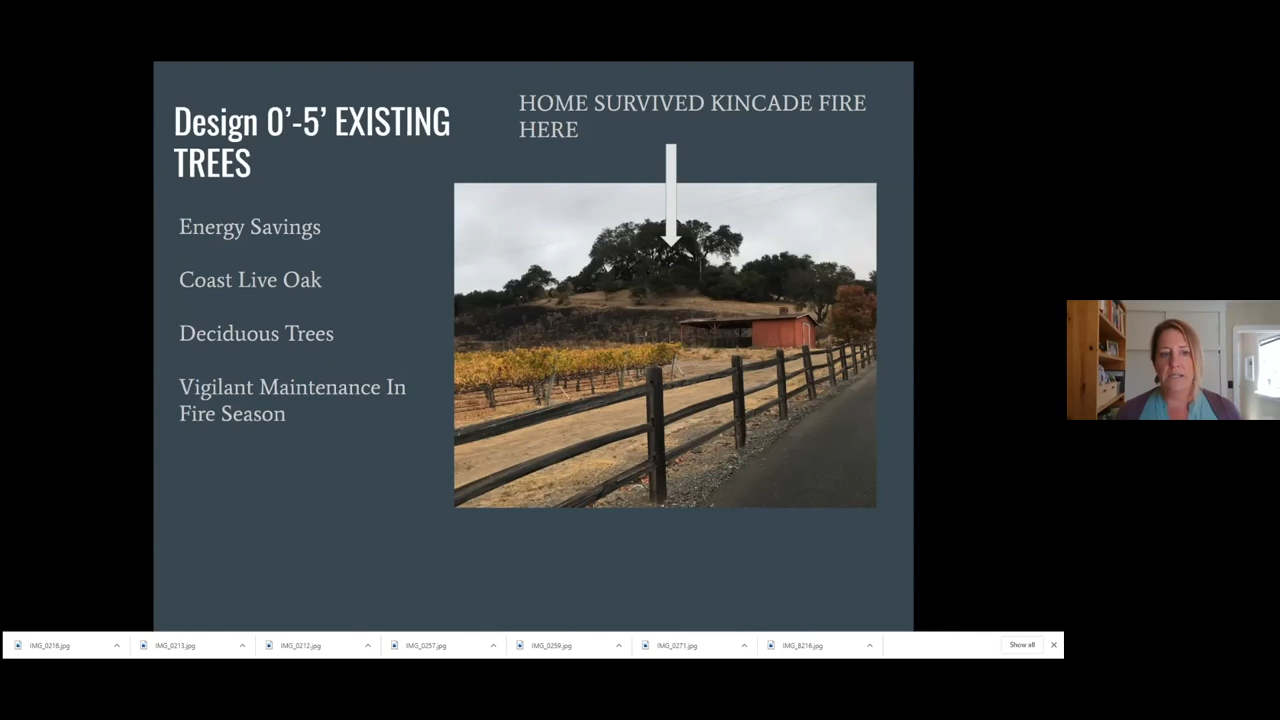 Design 0’-5’ EXISTING
TREES
HOME SURVIVED KINCADE FIRE
HERE
Energy Savings
Coast Live Oak
Deciduous Trees
Vigilant Maintenance In
Fire Season
IMG_0216.jpg
IMG_0213.jpg
IMG_0212.jpg
IMG_0257.jpg
IMG_0259.jpg
IMG_0271.jpg
IMG_8216.jpg
Show all